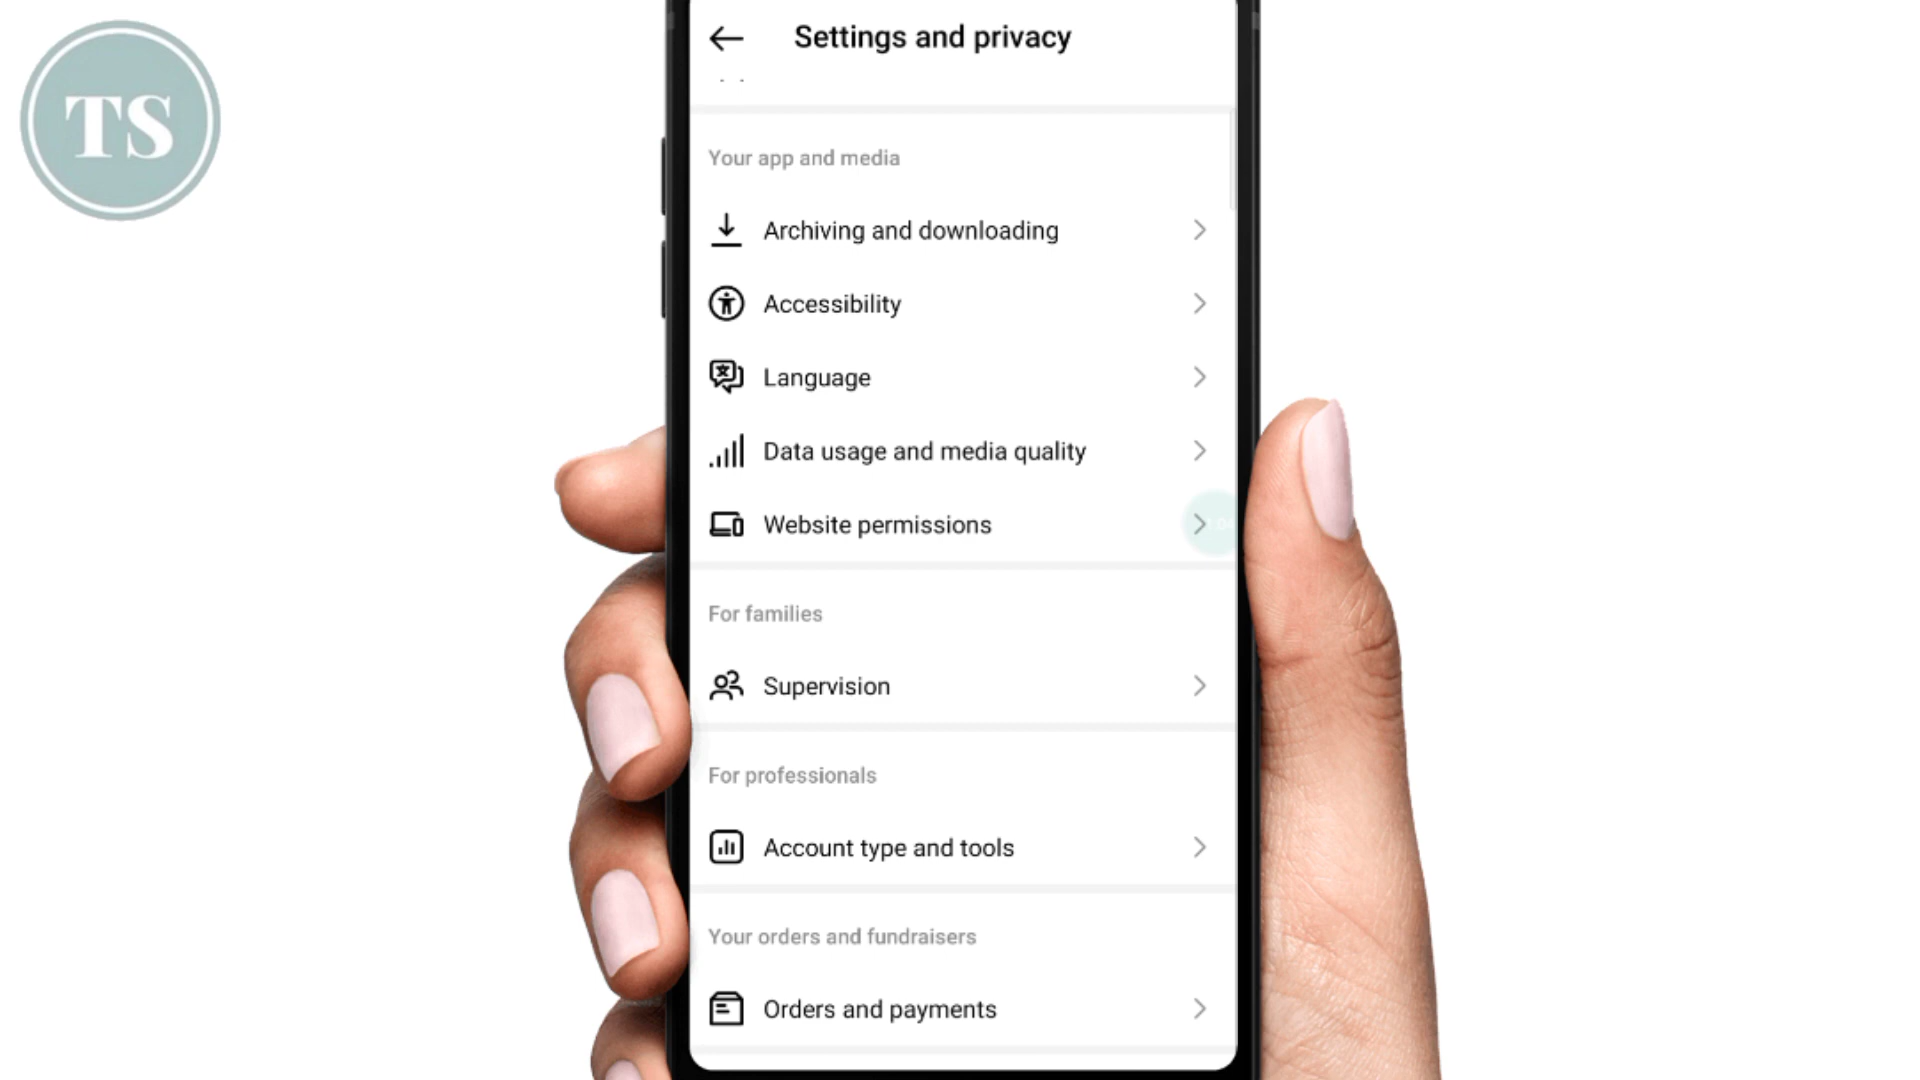 TS
Settings and privacy
Your app and media
Archiving and downloading
Accessibility
Language
Data usage and media quality
Website permissions
For families
Supervision
For professionals
Account type and tools
Your orders and fundraisers
Orders and payments